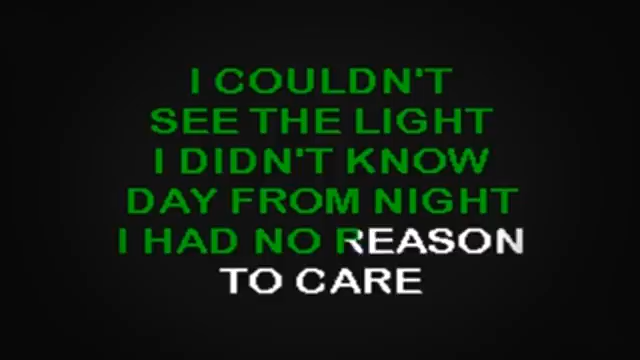 I COULDN'T
SEE THE LIGHT
I DIDN'T KNOW
DAY FROM NIGHT
I HAD NO REASON
TO CARE